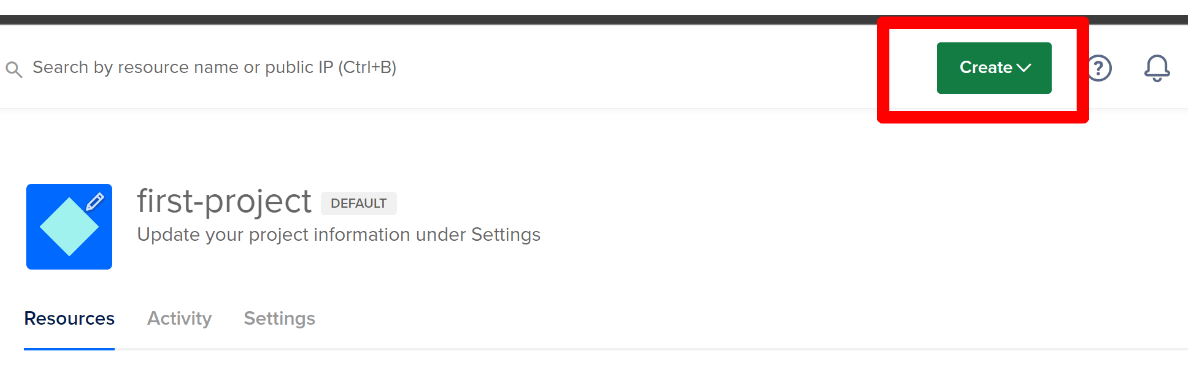 Search by resource name or public IP (Ctrl+B)
Create
?
first-project DEFAULT
Update your project information under Settings
Resources Activity Settings